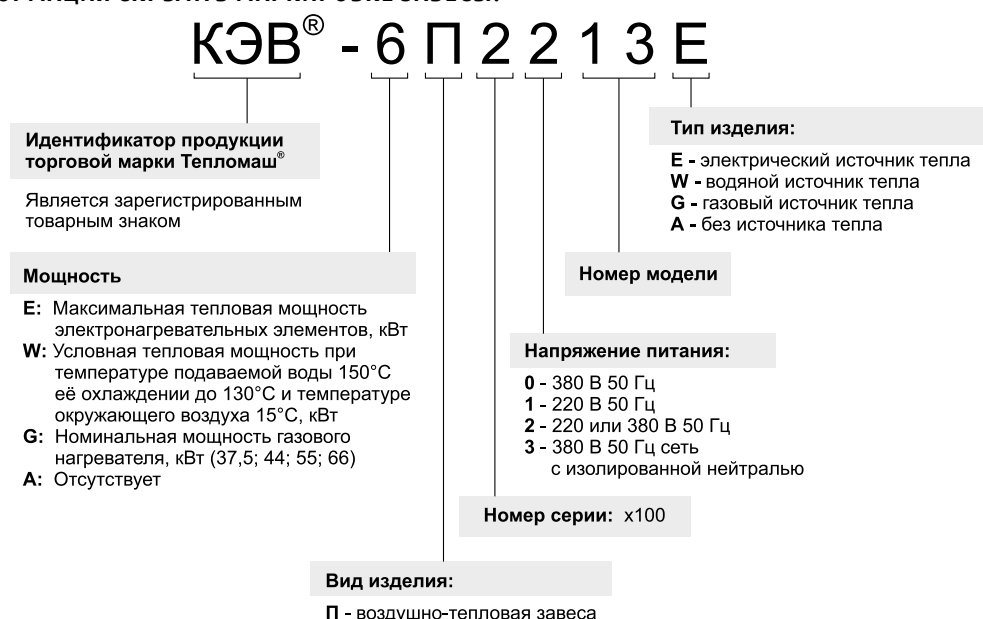 КЭВ® - 6 П 2 2 1 3 Е
Идентификатор продукции
торговой марки Тепломаш®
Является зарегистрированным
товарным знаком
Мощность
E: Максимальная тепловая мощность
электронагревательных элементов, кВт
W: Условная тепловая мощность при
температуре подаваемой воды 150°С
её охлаждении до 130°С и температуре
окружающего воздуха 15°С, кВт
G: Номинальная мощность газового
нагревателя, кВт (37,5; 44; 55; 66)
A: Отсутствует
Тип изделия:
E - электрический источник тепла
W - водяной источник тепла
G - газовый источник тепла
A - без источника тепла
Номер модели
Напряжение питания:
0 - 380 В 50 Гц
1 - 220 В 50 Гц
2 - 220 или 380 В 50 Гц
3 - 380 В 50 Гц сеть
с изолированной нейтралью
Номер серии: х100
Вид изделия:
П - воздушно-тепловая завеса